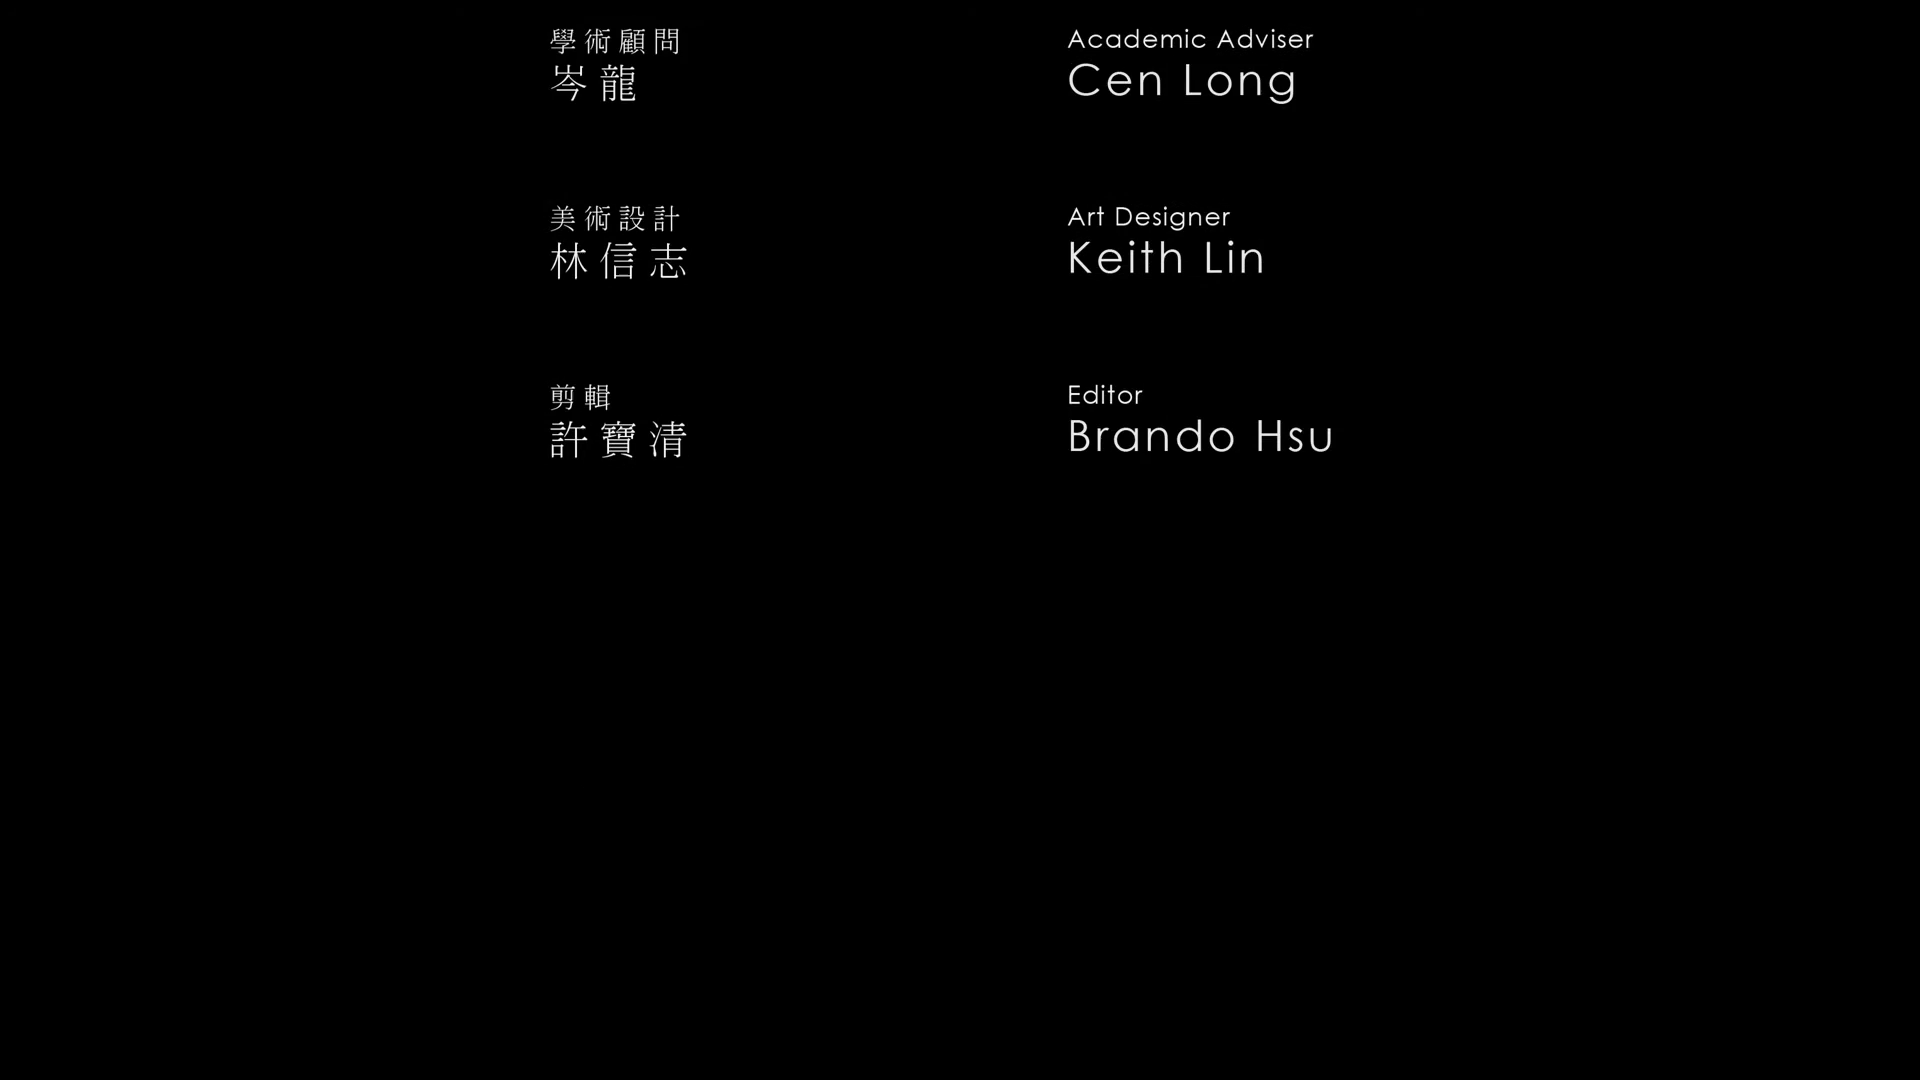 學術顧問
岑龍
Academic Adviser
Cen Long
美術設計
林信志
Art Designer
Keith Lin
剪輯
許寶清
Editor
Brando Hsu